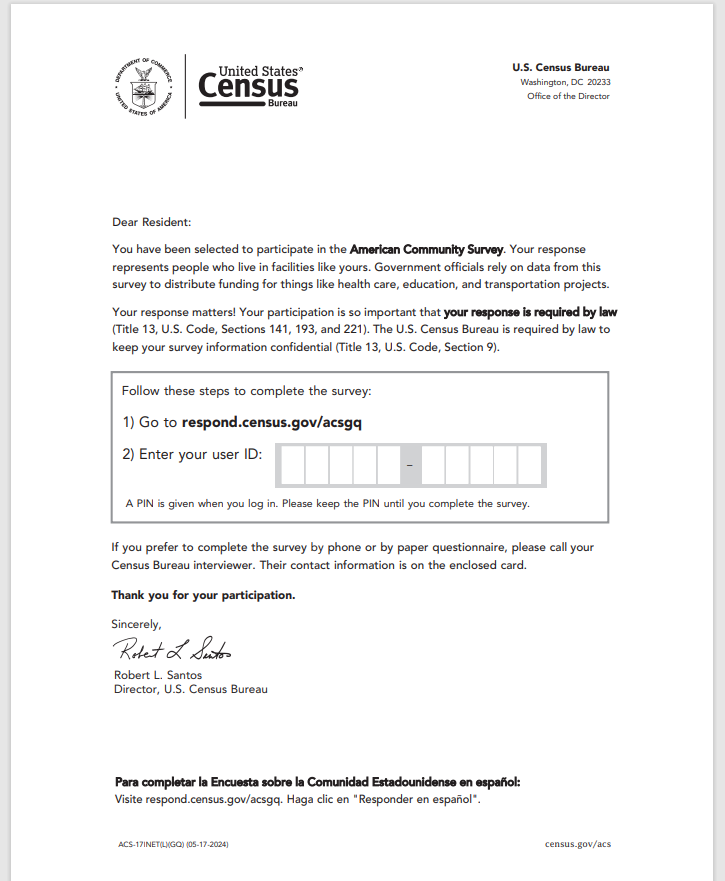 DEPARTMENT OF COMMERCE
UNITED STATES OF AMERICA
United States®
Census
Bureau
U.S. Census Bureau
Washington, DC 20233
Office of the Director
Dear Resident:
You have been selected to participate in the American Community Survey. Your response
represents people who live in facilities like yours. Government officials rely on data from this
survey to distribute funding for things like health care, education, and transportation projects.
Your response matters! Your participation is so important that your response is required by law
(Title 13, U.S. Code, Sections 141, 193, and 221). The U.S. Census Bureau is required by law to
keep your survey information confidential (Title 13, U.S. Code, Section 9).
Follow these steps to complete the survey:
1) Go to respond.census.gov/acsgq
2) Enter your user ID: –
A PIN is given when you log in. Please keep the PIN until you complete the survey.
If you prefer to complete the survey by phone or by paper questionnaire, please call your
Census Bureau interviewer. Their contact information is on the enclosed card.
Thank you for your participation.
Sincerely,
Robert L Santos
Robert L. Santos
Director, U.S. Census Bureau
Para completar la Encuesta sobre la Comunidad Estadounidense en español:
Visite respond.census.gov/acsgq. Haga clic en "Responder en español".
ACS-17INET(L)(GQ) (05-17-2024)
census.gov/acs